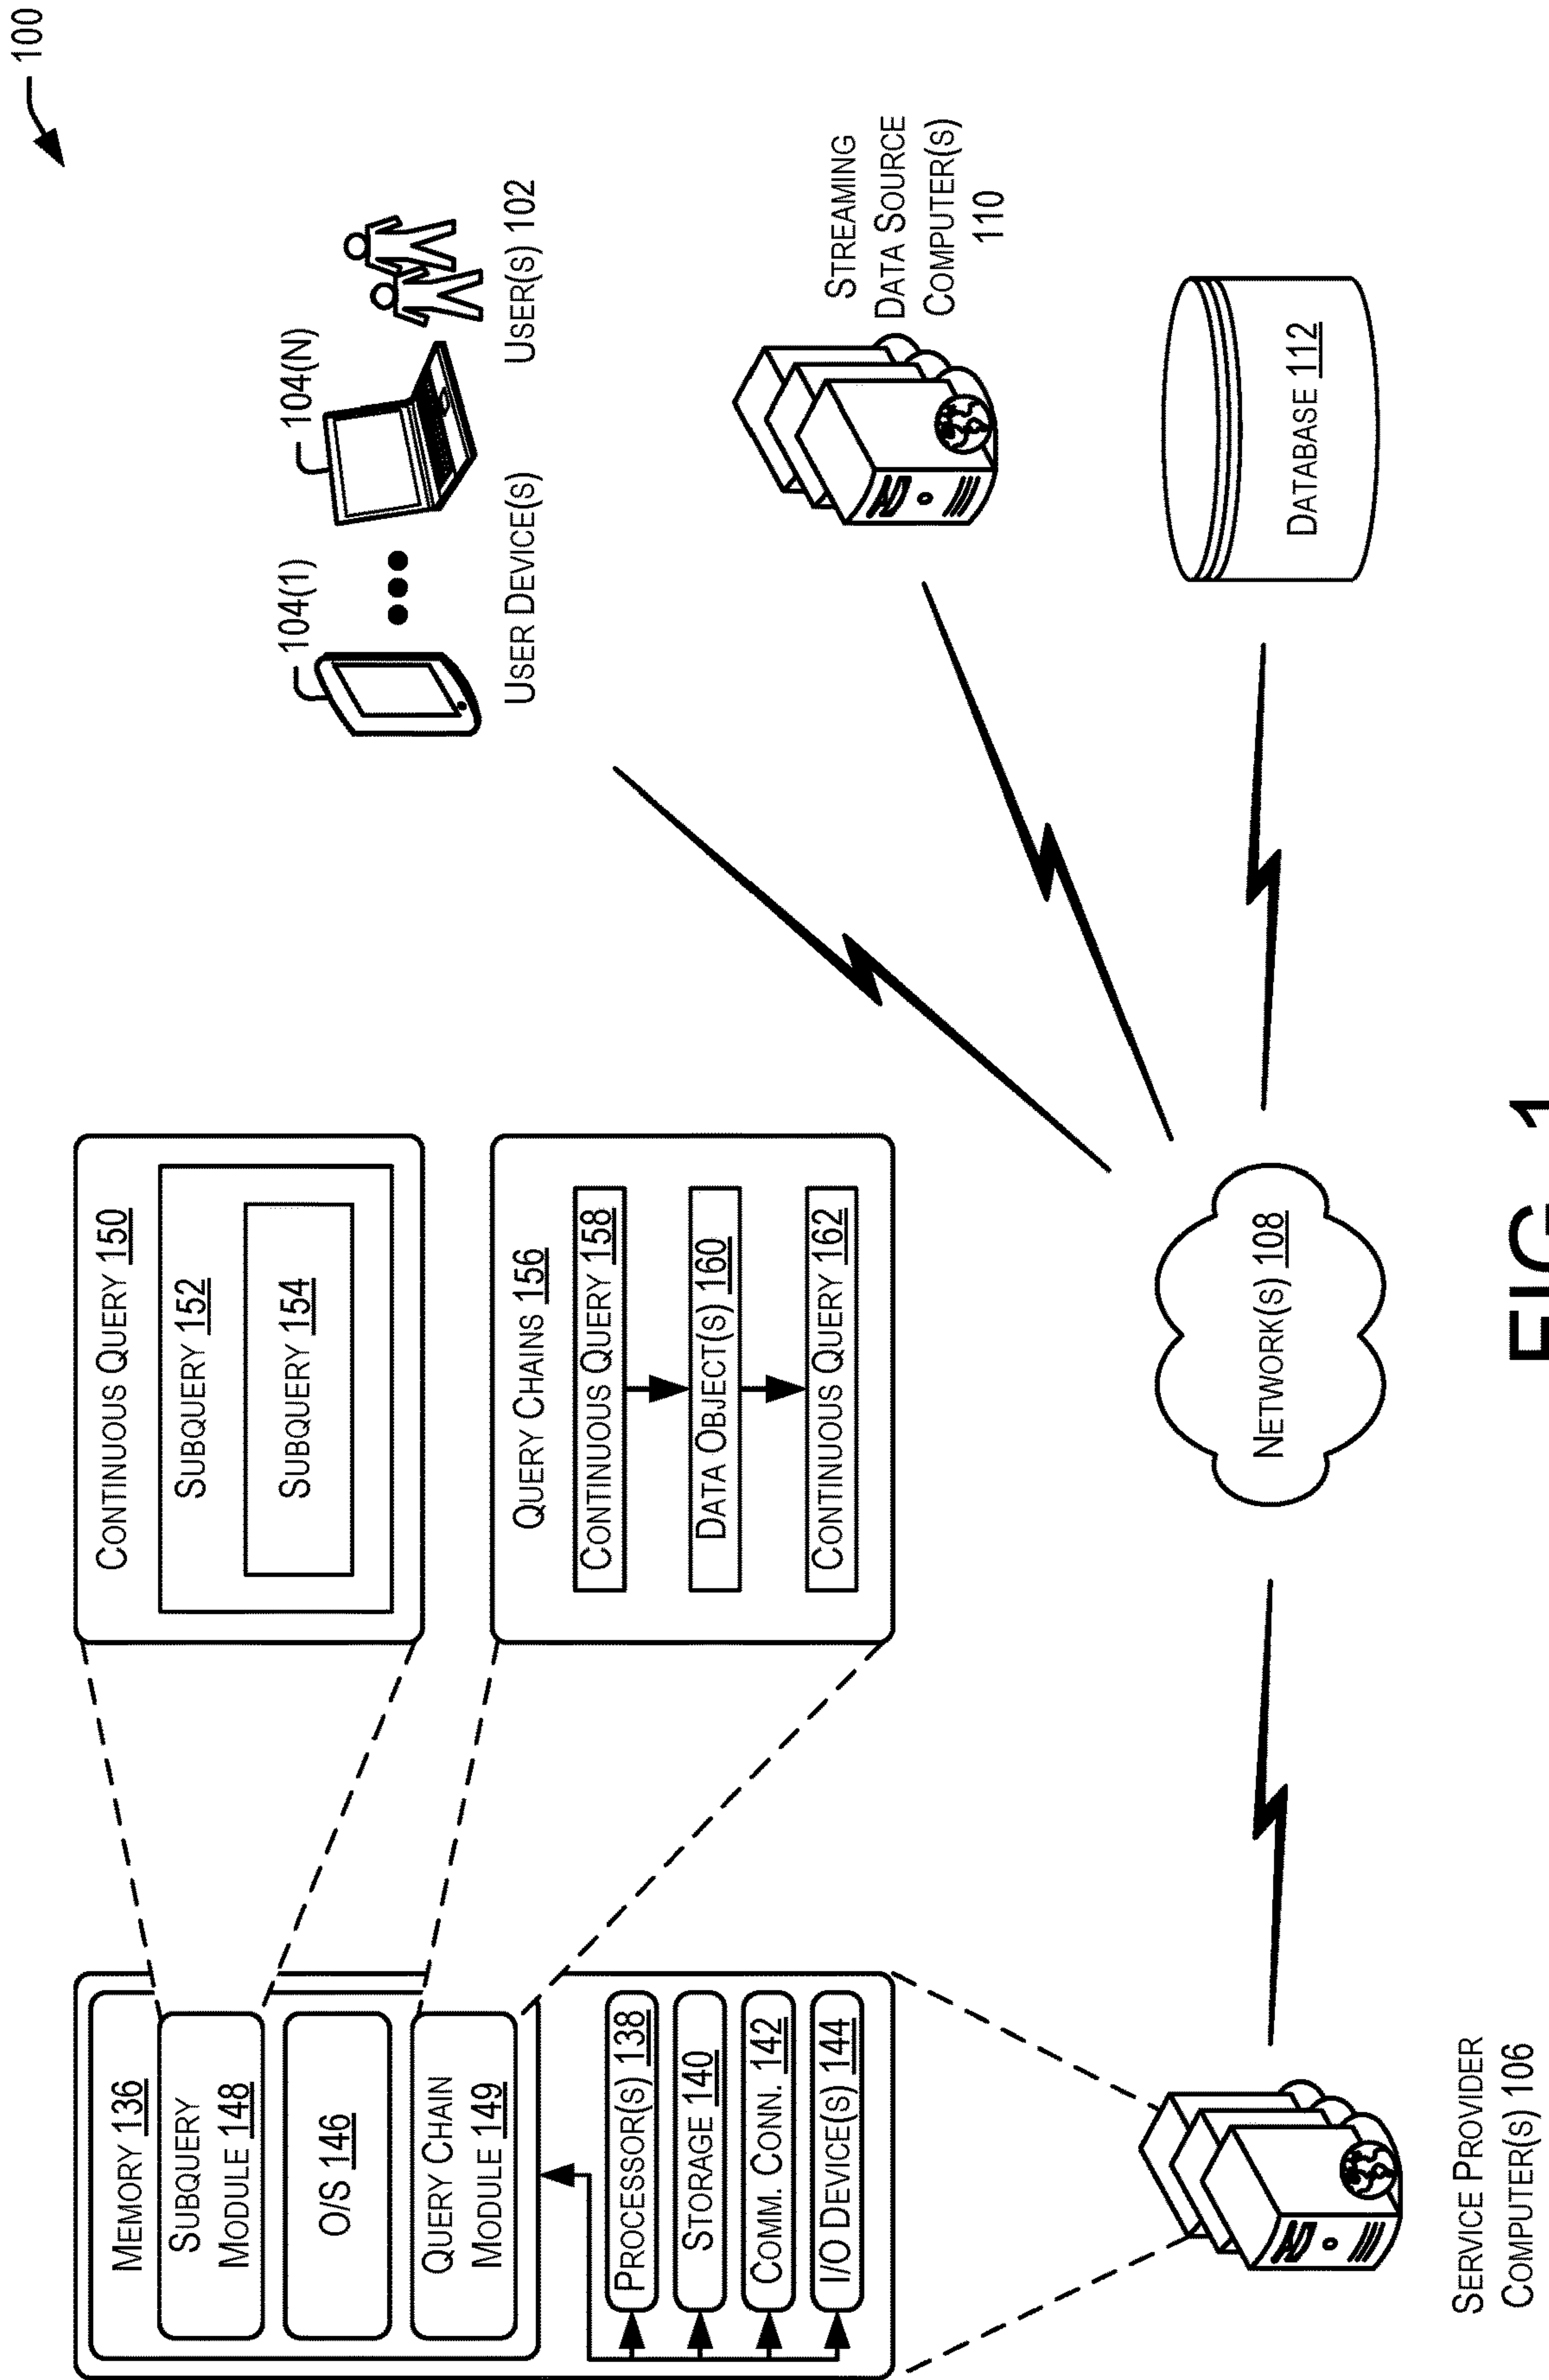 100
MEMORY 136
SUBQUERY
MODULE 148
O/S 146
QUERY CHAIN
MODULE 149
PROCESSOR(S) 138
STORAGE 140
COMM. CONN. 142
I/O DEVICE(S) 144
CONTINUOUS QUERY 150
SUBQUERY 152
SUBQUERY 154
QUERY CHAINS 156
CONTINUOUS QUERY 158
DATA OBJECT(S) 160
CONTINUOUS QUERY 162
104(1)
104(N)
USER DEVICE(S)
USER(S) 102
STREAMING
DATA SOURCE
COMPUTER(S)
110
DATABASE 112
NETWORK(S) 108
SERVICE PROVIDER
COMPUTER(S) 106
FIG. 1